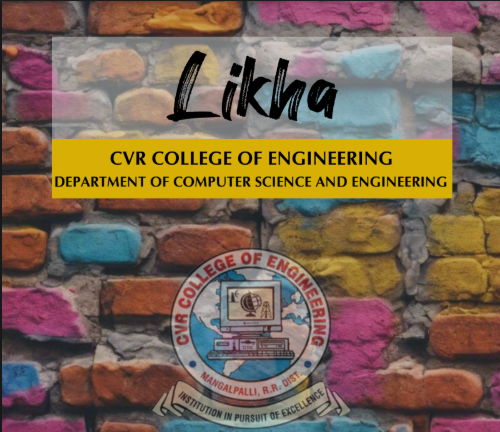 Likha
CVR COLLEGE OF ENGINEERING
DEPARTMENT OF COMPUTER SCIENCE AND ENGINEERING
CVR COLLEGE OF ENGINEERING
MANGALPALLI, R.R. DIST.
INSTITUTION IN PURSUIT OF EXCELLENCE